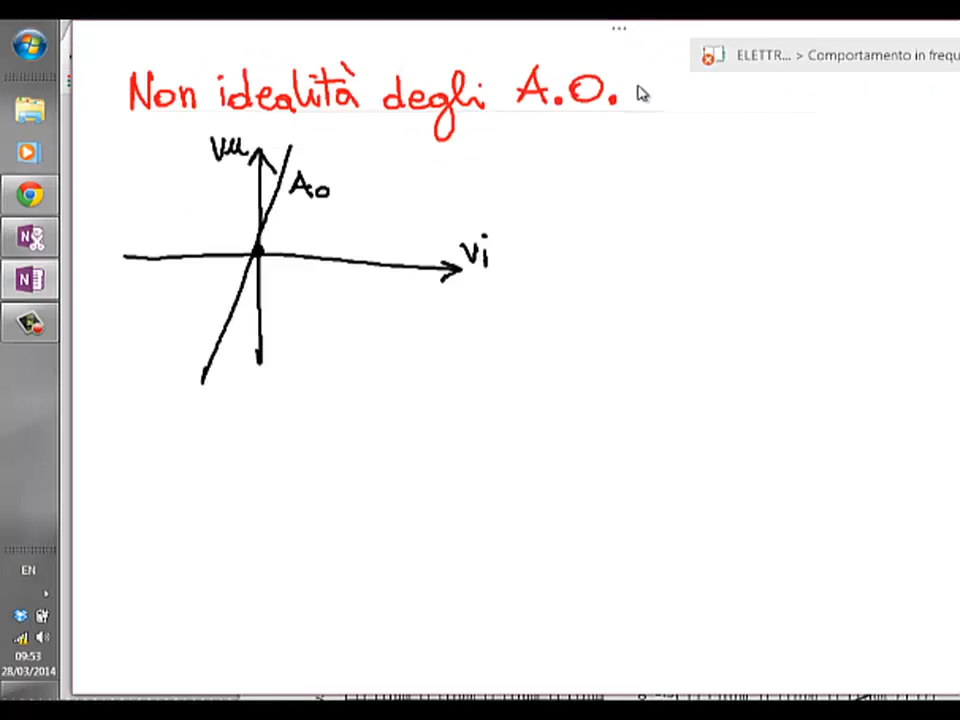 ELETTR... > Comportamento in frequ
Non idealità degli A.O.
vu
A0
vi
EN
09:53
28/03/2014